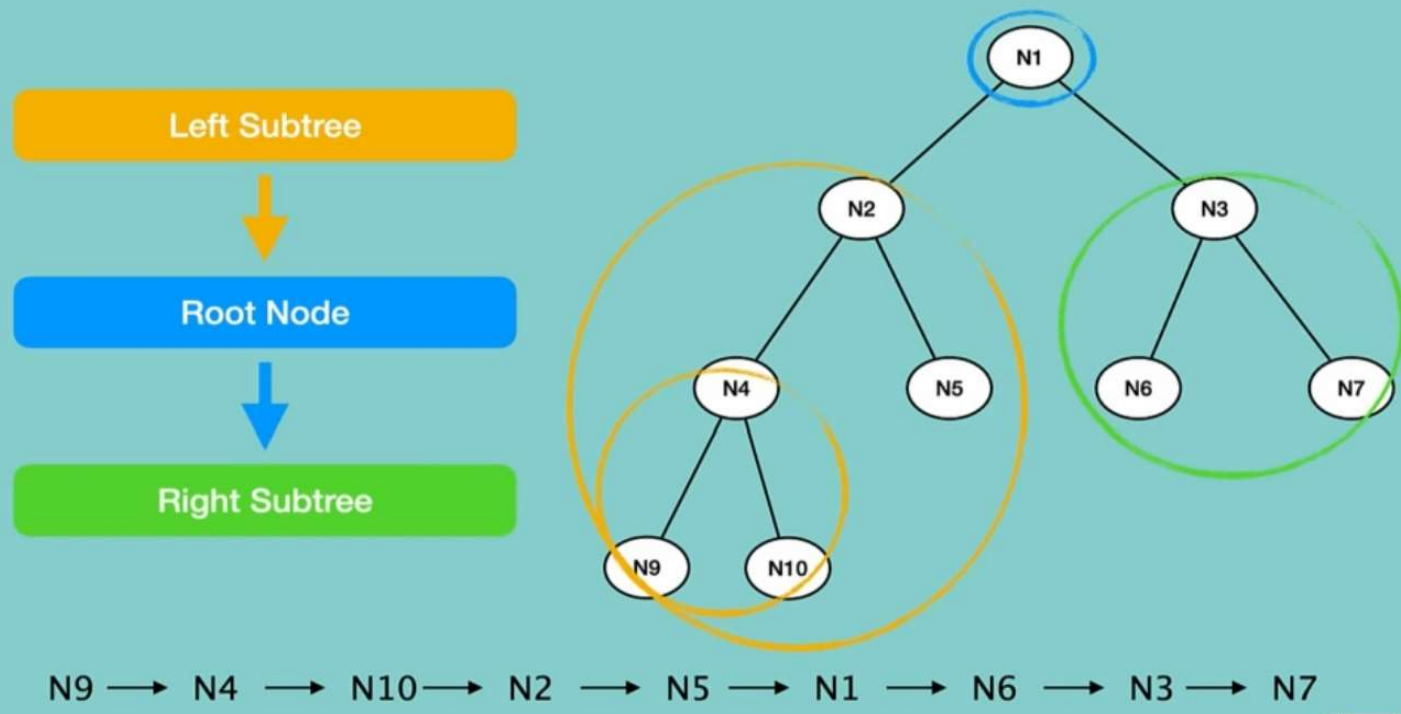 Left Subtree
Root Node
Right Subtree
N1
N2
N3
N4
N5
N6
N7
N9
N10
N9 → N4 → N10 → N2 → N5 → N1 → N6 → N3 → N7